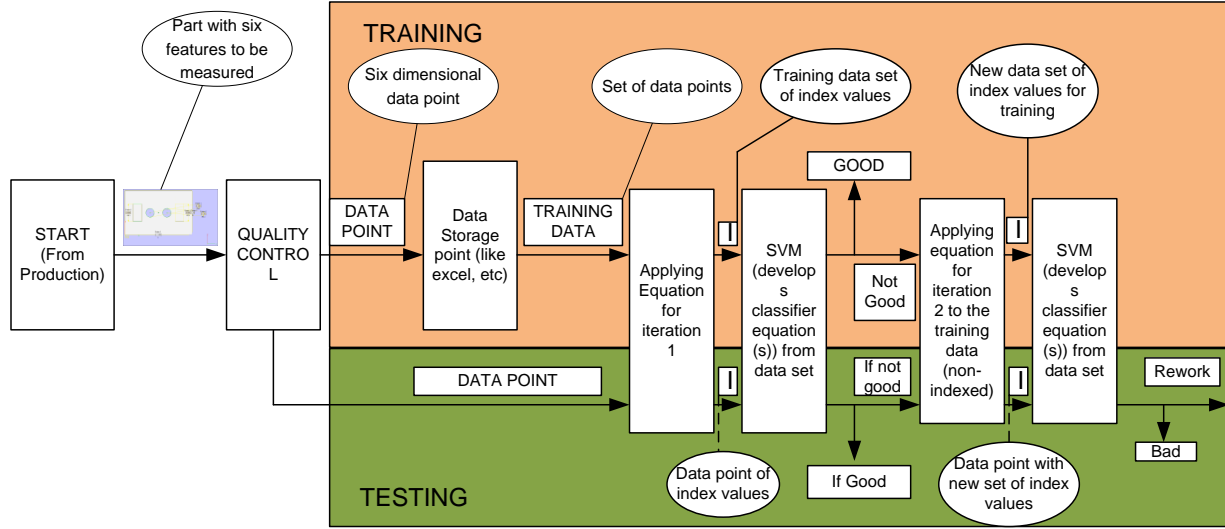 Part with six
features to be
measured
TRAINING
Six dimensional
data point
Set of data points
Training data set
of index values
New data set of
index values for
training
GOOD
START
(From
Production)
QUALITY
CONTRO
L
DATA
POINT
Data
Storage
point (like
excel, etc)
TRAINING
DATA
Applying
Equation
for
iteration
1
I
SVM
(develop
s
classifier
equation
(s)) from
data set
Not
Good
Applying
equation
for
iteration
2 to the
training
data
(non-
indexed)
I
SVM
(develop
s
classifier
equation
(s)) from
data set
DATA POINT
I
If not
good
I
Rework
Bad
If Good
Data point of
index values
Data point with
new set of index
values
TESTING